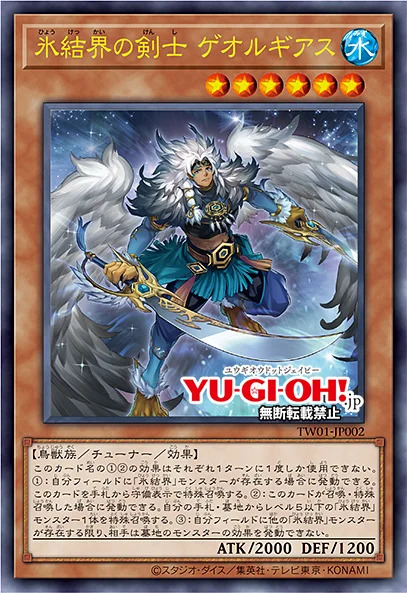 氷結界の剣士 ゲオルギアス
水
ユウギオウドットジェイピー
YU-GI-OH!.jp
無断転載禁止
TW01-JP002
【鳥獣族／チューナー／効果】
このカード名の①②の効果はそれぞれ1ターンに1度しか使用できない。
①：自分フィールドに「氷結界」モンスターが存在する場合に発動できる。
このカードを手札から守備表示で特殊召喚する。②：このカードが召喚・特殊
召喚した場合に発動できる。自分の手札・墓地からレベル5以下の「氷結界」
モンスター1体を特殊召喚する。③：自分フィールドに他の「氷結界」モンスター
が存在する限り、相手は墓地のモンスターの効果を発動できない。
ATK/2000 DEF/1200
©スタジオ・ダイス／集英社・テレビ東京・KONAMI